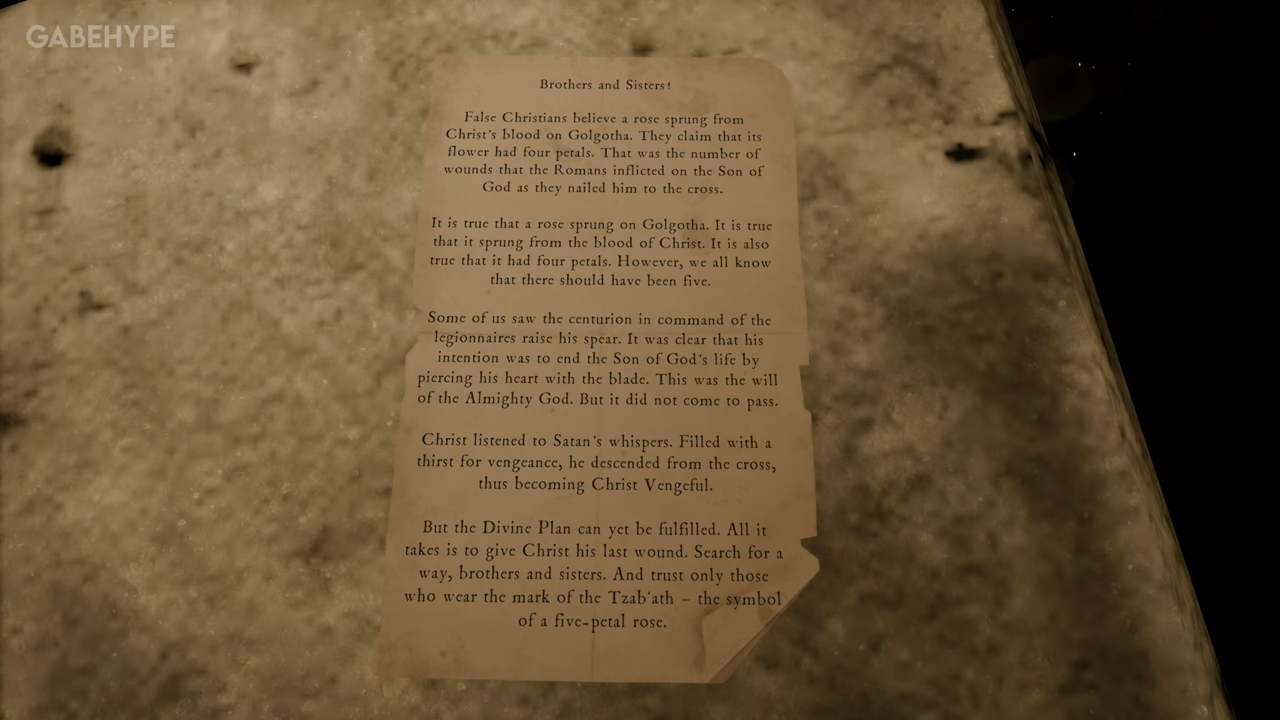 GABEHYPE
Brothers and Sisters!
False Christians believe a rose sprung from
Christ's blood on Golgotha. They claim that its
flower had four petals. That was the number of
wounds that the Romans inflicted on the Son of
God as they nailed him to the cross.
It is true that a rose sprung on Golgotha. It is true
that it sprung from the blood of Christ. It is also
true that it had four petals. However, we all know
that there should have been five.
Some of us saw the centurion in command of the
legionnaires raise his spear. It was clear that his
intention was to end the Son of God's life by
piercing his heart with the blade. This was the will
of the Almighty God. But it did not come to pass.
Christ listened to Satan's whispers. Filled with a
thirst for vengeance, he descended from the cross,
thus becoming Christ Vengeful.
But the Divine Plan can yet be fulfilled. All it
takes is to give Christ his last wound. Search for a
way, brothers and sisters. And trust only those
who wear the mark of the Tzab'ath – the symbol
of a five-petal rose.